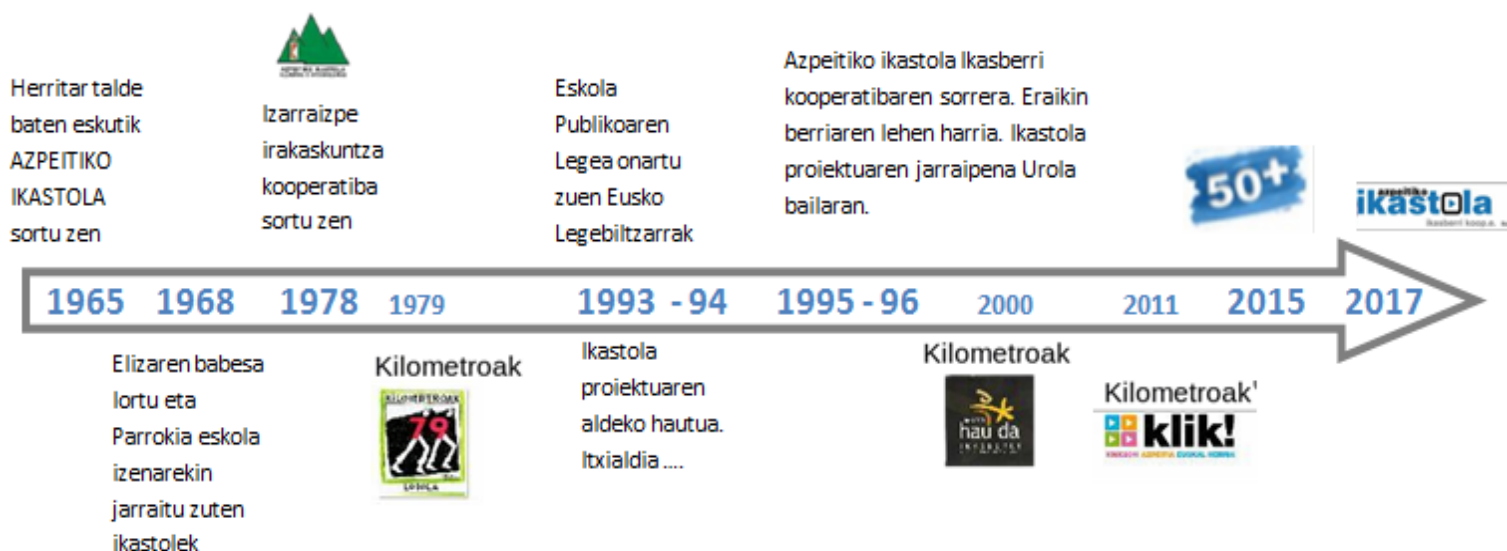 Herritar talde
baten eskutik
AZPEITIKO
IKASTOLA
sortu zen
Izarraizpe
irakaskuntza
kooperatiba
sortu zen
Eskola
Publikoaren
Legea onartu
zuen Eusko
Legebiltzarrak
Azpeitiko ikastola Ikasberri
kooperatibaren sorrera. Eraikin
berriaren lehen harria. Ikastola
proiektuaren jarraipena Urola
bailaran.
50+
azpeitiko
ikastola
ikasberri koop.e.
1965 1968 1978 1979 1993 - 94 1995 - 96 2000 2011 2015 2017
Elizaren babesa
lortu eta
Parrokia eskola
izenarekin
jarraitu zuten
ikastolek
Kilometroak
KILOMETROAK
79
LOIOLA
Ikastola
proiektuaren
aldeko hautua.
Itxialdia ....
Kilometroak
hau da
Kilometroak'
klik!